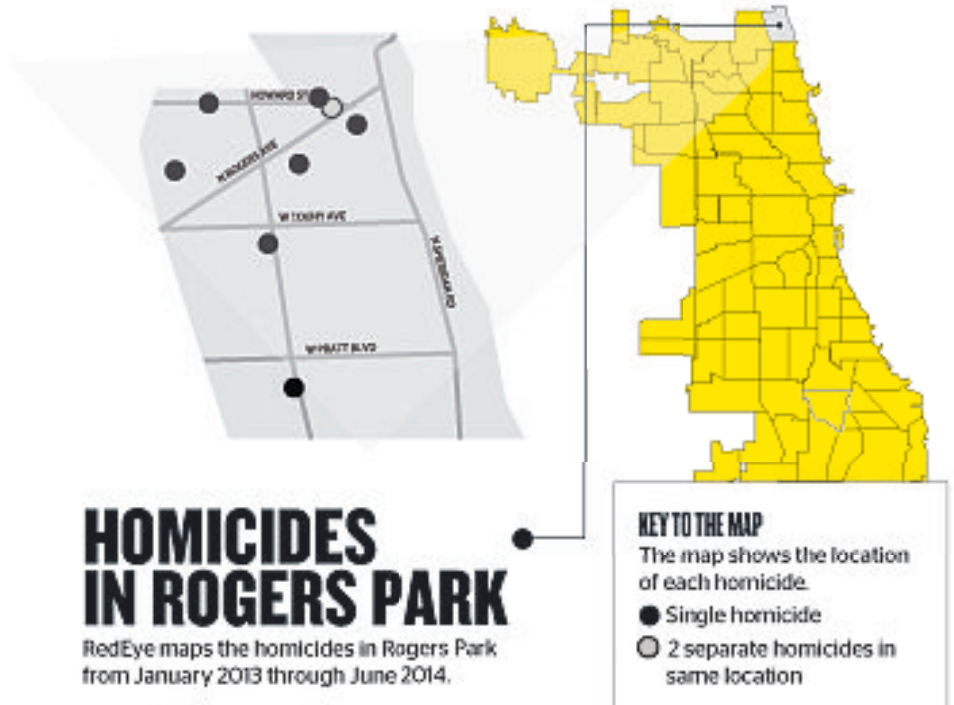 HOWARD ST
N ROGERS AVE
W TOUHY AVE
N SHERIDAN RD
W PRATT BLVD
HOMICIDES
IN ROGERS PARK
RedEye maps the homicides in Rogers Park
from January 2013 through June 2014.
KEY TO THE MAP
The map shows the location
of each homicide.
Single homicide
2 separate homicides in
same location